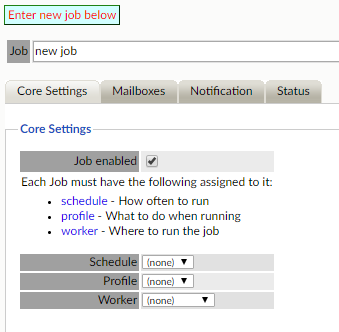 Enter new job below
Job new job
Core Settings Mailboxes Notification Status
Core Settings
Job enabled
Each Job must have the following assigned to it:
• schedule - How often to run
• profile - What to do when running
• worker - Where to run the job
Schedule (none)
Profile (none)
Worker (none)